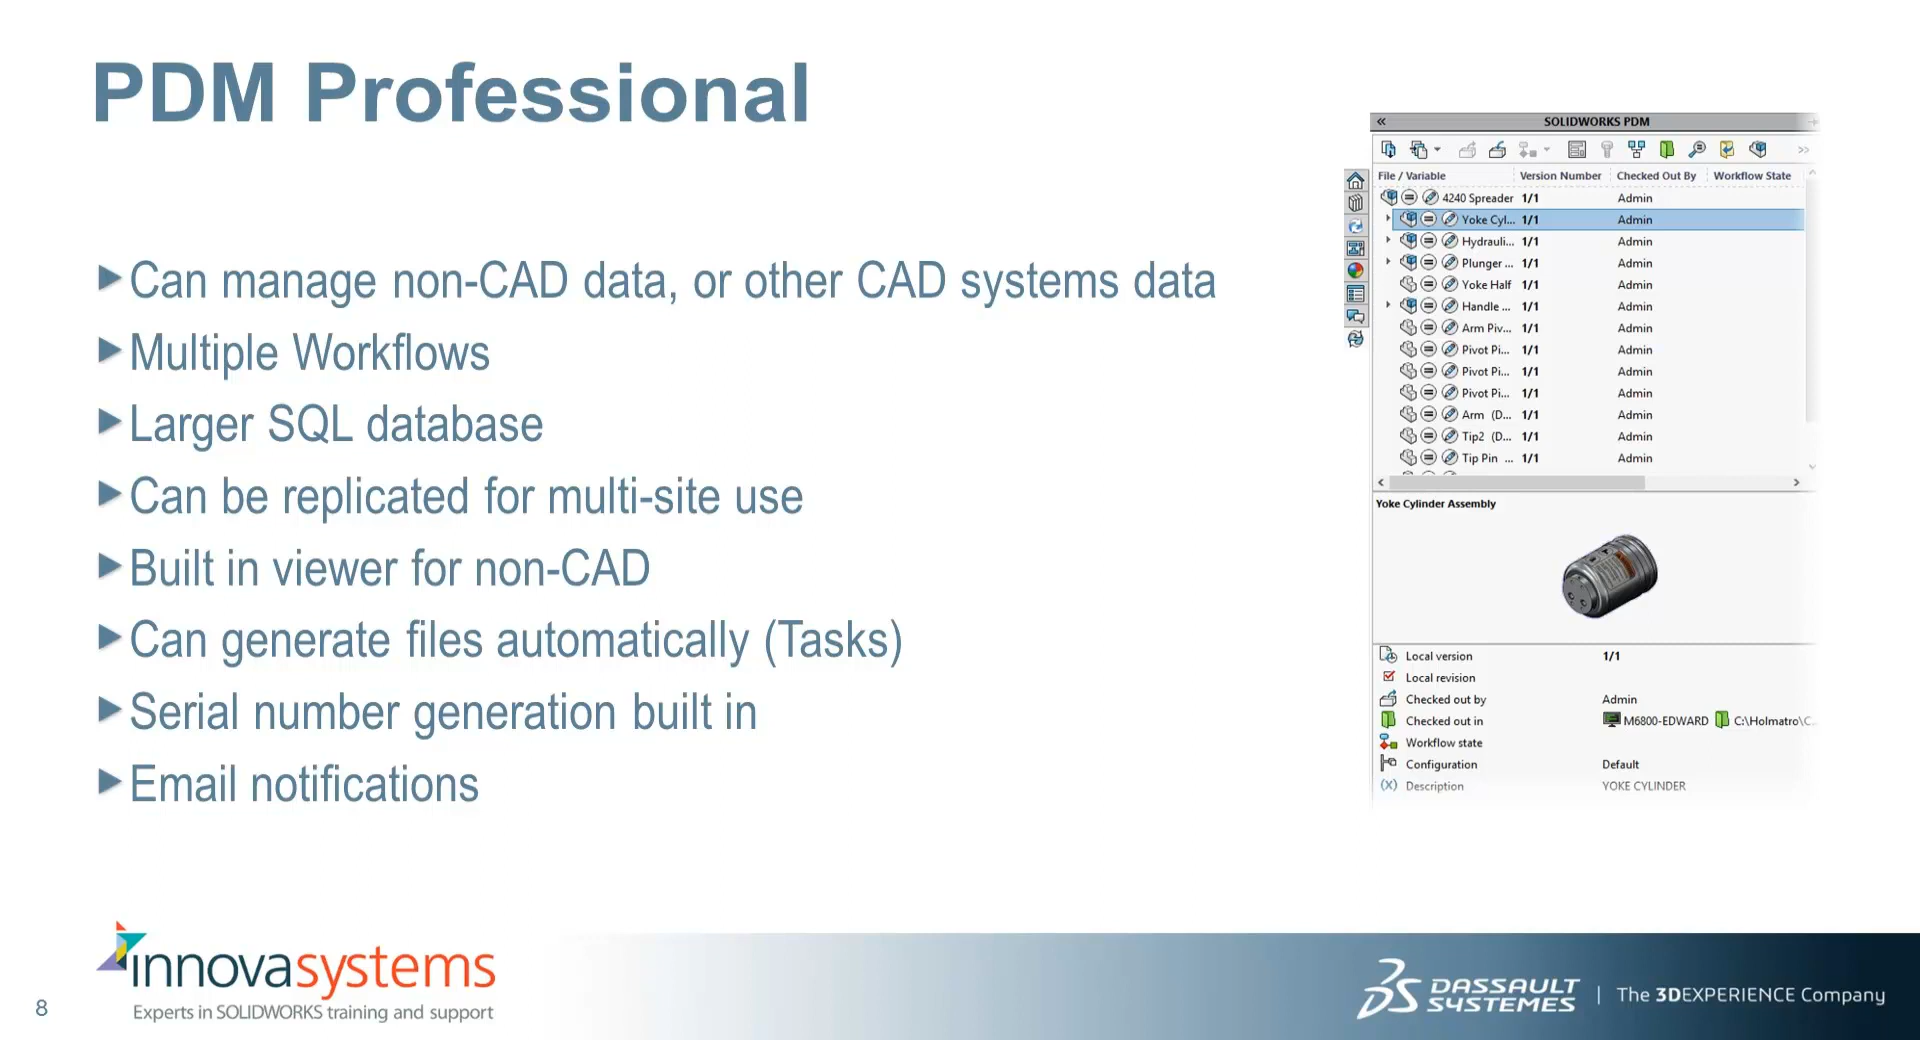 PDM Professional
Can manage non-CAD data, or other CAD systems data
Multiple Workflows
Larger SQL database
Can be replicated for multi-site use
Built in viewer for non-CAD
Can generate files automatically (Tasks)
Serial number generation built in
Email notifications
SOLIDWORKS PDM
File / Variable Version Number Checked Out By Workflow State
4240 Spreader 1/1 Admin
Yoke Cyl... 1/1 Admin
Hydrauli... 1/1 Admin
Plunger ... 1/1 Admin
Yoke Half 1/1 Admin
Handle ... 1/1 Admin
Arm Piv... 1/1 Admin
Pivot Pi... 1/1 Admin
Pivot Pi... 1/1 Admin
Pivot Pi... 1/1 Admin
Arm (D... 1/1 Admin
Tip2 (D... 1/1 Admin
Tip Pin ... 1/1 Admin
Yoke Cylinder Assembly
Local version 1/1
Local revision
Checked out by Admin
Checked out in M6800-EDWARD C:\Holmatro\C...
Workflow state
Configuration Default
(x) Description YOKE CYLINDER
8
innovasystems
Experts in SOLIDWORKS training and support
DASSAULT
SYSTEMES
The 3DEXPERIENCE Company